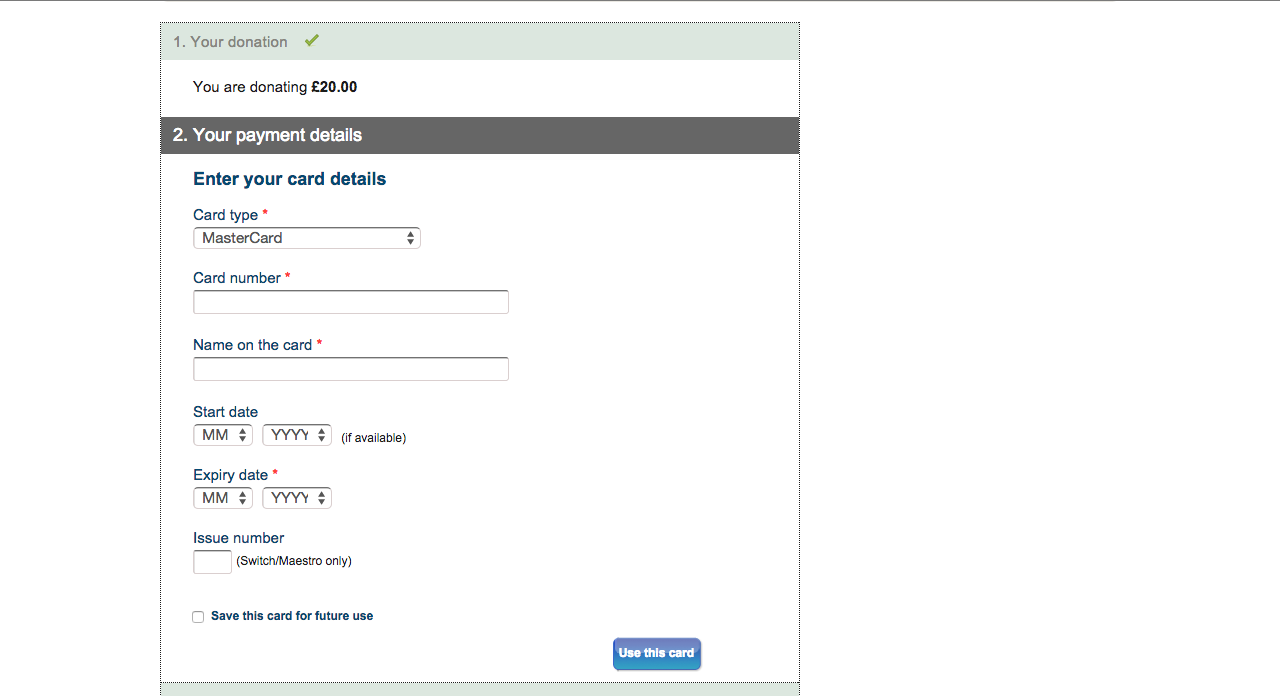 1. Your donation
You are donating £20.00
2. Your payment details
Enter your card details
Card type *
MasterCard
Card number *
Name on the card *
Start date
MM YYYY (if available)
Expiry date *
MM YYYY
Issue number
(Switch/Maestro only)
Save this card for future use
Use this card